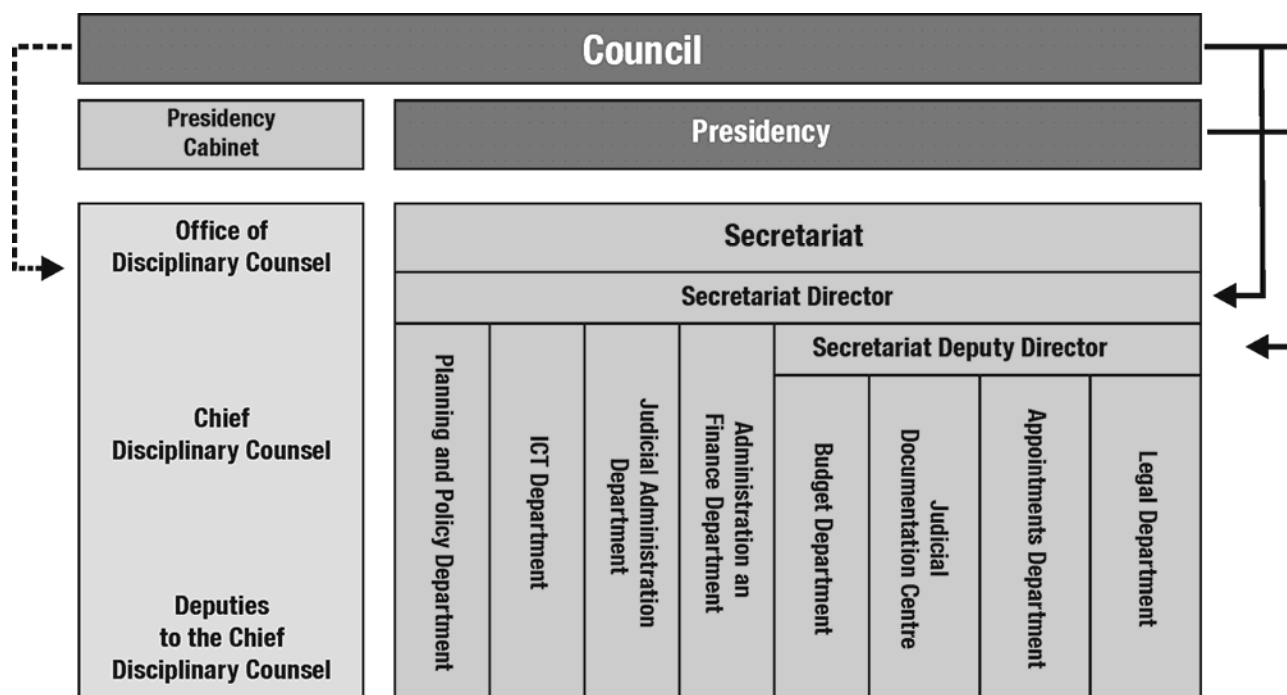 Council
Presidency
Cabinet
Presidency
Office of
Disciplinary Counsel
Chief
Disciplinary Counsel
Deputies
to the Chief
Disciplinary Counsel
Secretariat
Secretariat Director
Secretariat Deputy Director
Planning and Policy Department
ICT Department
Judicial Administration
Department
Administration an
Finance Department
Budget Department
Judicial
Documentation Centre
Appointments Department
Legal Department